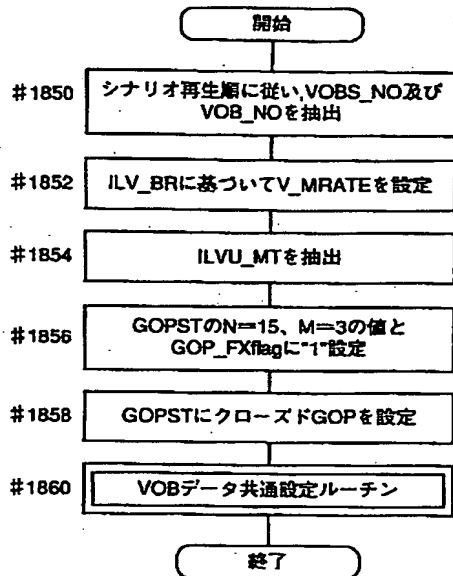 開始
#1850
シナリオ再生順に従い,VOBS_NO及び
VOB_NOを抽出
#1852
ILV_BRに基づいてV_MRATEを設定
#1854
ILVU_MTを抽出
#1856
GOPSTのN=15、M=3の値と
GOP_FXflagに"1"設定
#1858
GOPSTにクローズドGOPを設定
#1860
VOBデータ共通設定ルーチン
終了